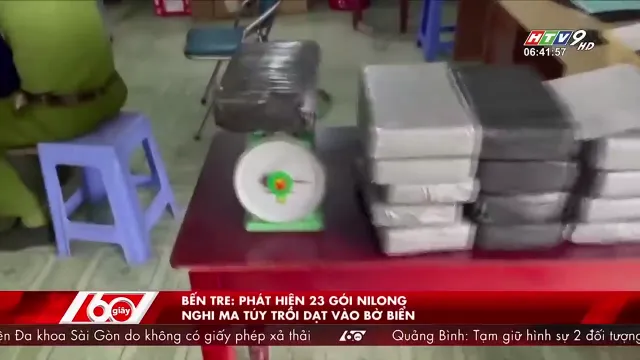 HTV9 HD
06:41:57
60 giây
BẾN TRE: PHÁT HIỆN 23 GÓI NILONG
NGHI MA TÚY TRÔI DẠT VÀO BỜ BIỂN
ện Đa khoa Sài Gòn do không có giấy phép xả thải 60 Quảng Bình: Tạm giữ hình sự 2 đối tượng